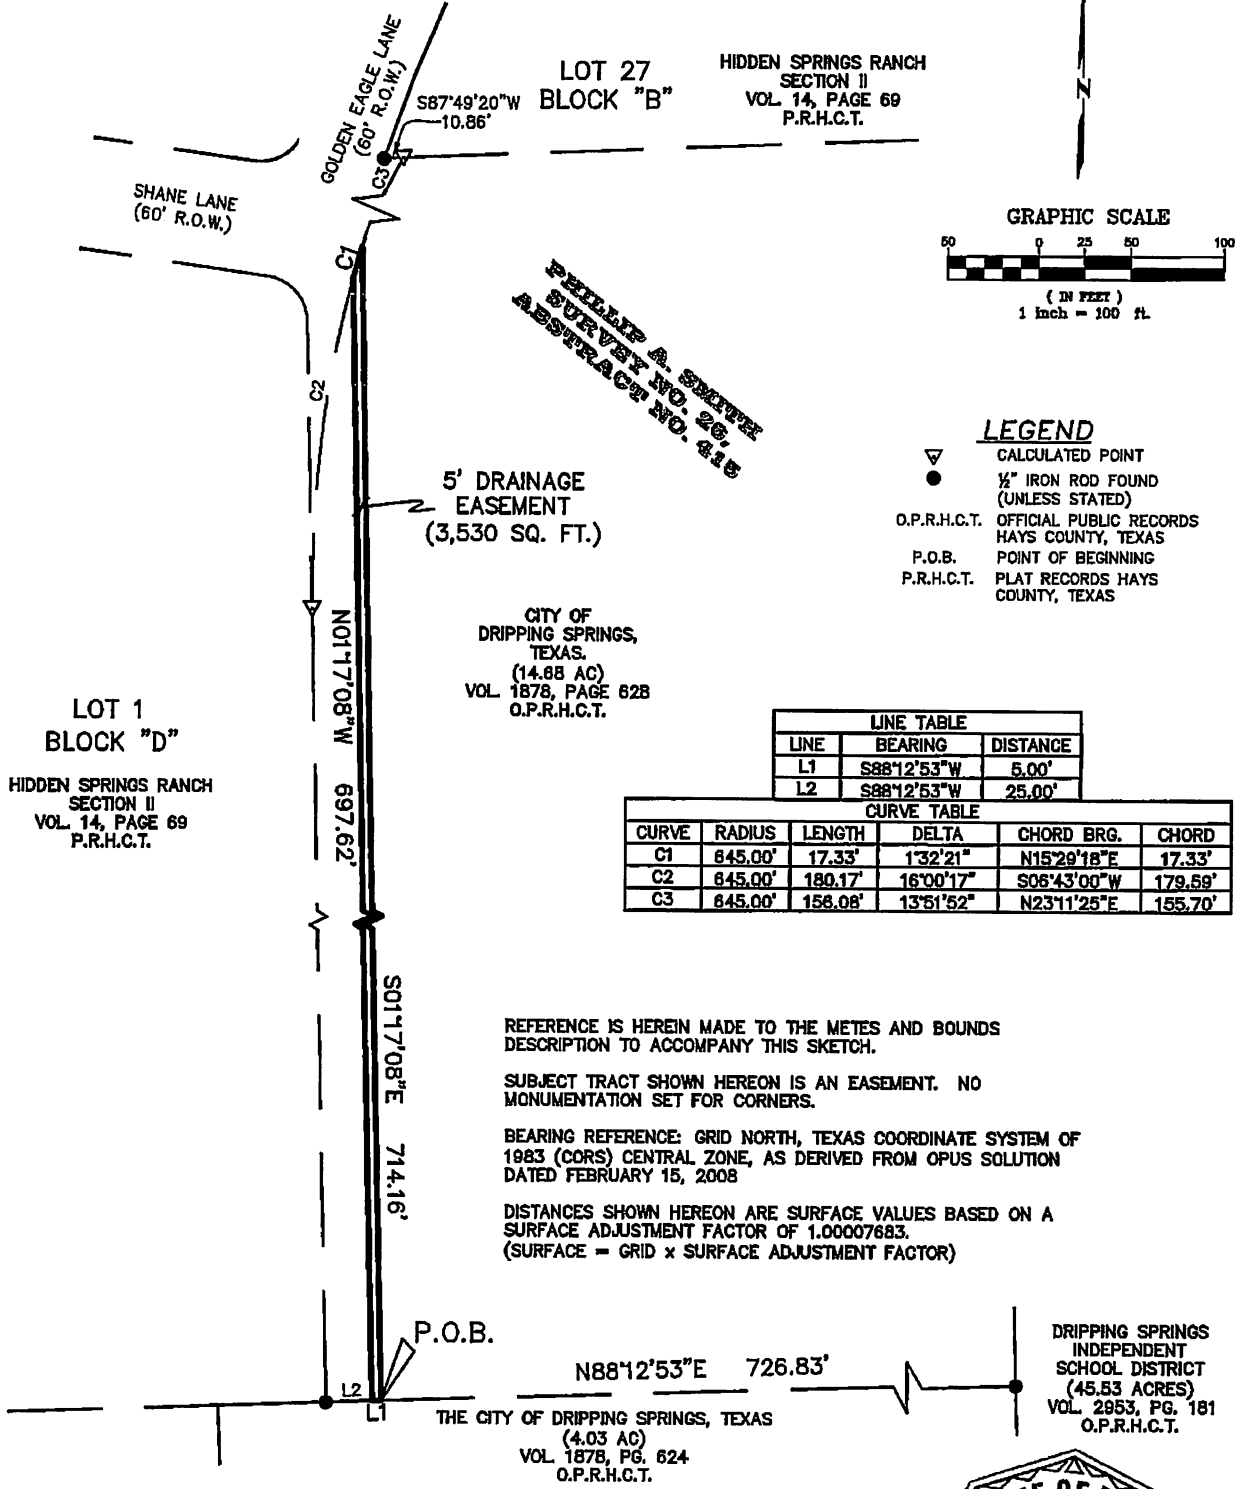 GOLDEN EAGLE LANE
(60' R.O.W.)
S87°49'20"W
10.86'
LOT 27
BLOCK "B"
HIDDEN SPRINGS RANCH
SECTION II
VOL. 14, PAGE 69
P.R.H.C.T.
N
SHANE LANE
(60' R.O.W.)
C3
C1
C2
GRAPHIC SCALE
50 0 25 50 100
( IN FEET )
1 inch = 100 ft.
PHILLIP A. SMITH
SURVEY NO. 26,
ABSTRACT NO. 415
LEGEND
CALCULATED POINT
½" IRON ROD FOUND
(UNLESS STATED)
O.P.R.H.C.T. OFFICIAL PUBLIC RECORDS
HAYS COUNTY, TEXAS
P.O.B. POINT OF BEGINNING
P.R.H.C.T. PLAT RECORDS HAYS
COUNTY, TEXAS
5' DRAINAGE
EASEMENT
(3,530 SQ. FT.)
N01°17'08"W 697.62'
CITY OF
DRIPPING SPRINGS,
TEXAS.
(14.68 AC)
VOL. 1878, PAGE 628
O.P.R.H.C.T.
LOT 1
BLOCK "D"
HIDDEN SPRINGS RANCH
SECTION II
VOL. 14, PAGE 69
P.R.H.C.T.
LINE TABLE
LINE BEARING DISTANCE
L1 S88°12'53"W 5.00'
L2 S88°12'53"W 25.00'
CURVE TABLE
CURVE RADIUS LENGTH DELTA CHORD BRG. CHORD
C1 645.00' 17.33' 1°32'21" N15°29'18"E 17.33'
C2 645.00' 180.17' 16°00'17" S06°43'00"W 179.59'
C3 645.00' 156.08' 13°51'52" N23°11'25"E 155.70'
S01°17'08"E 714.16'
REFERENCE IS HEREIN MADE TO THE METES AND BOUNDS
DESCRIPTION TO ACCOMPANY THIS SKETCH.
SUBJECT TRACT SHOWN HEREON IS AN EASEMENT. NO
MONUMENTATION SET FOR CORNERS.
BEARING REFERENCE: GRID NORTH, TEXAS COORDINATE SYSTEM OF
1983 (CORS) CENTRAL ZONE, AS DERIVED FROM OPUS SOLUTION
DATED FEBRUARY 15, 2008
DISTANCES SHOWN HEREON ARE SURFACE VALUES BASED ON A
SURFACE ADJUSTMENT FACTOR OF 1.00007683.
(SURFACE = GRID x SURFACE ADJUSTMENT FACTOR)
P.O.B.
L2
L1
N88°12'53"E 726.83'
THE CITY OF DRIPPING SPRINGS, TEXAS
(4.03 AC)
VOL. 1878, PG. 624
O.P.R.H.C.T.
DRIPPING SPRINGS
INDEPENDENT
SCHOOL DISTRICT
(45.53 ACRES)
VOL. 2953, PG. 181
O.P.R.H.C.T.